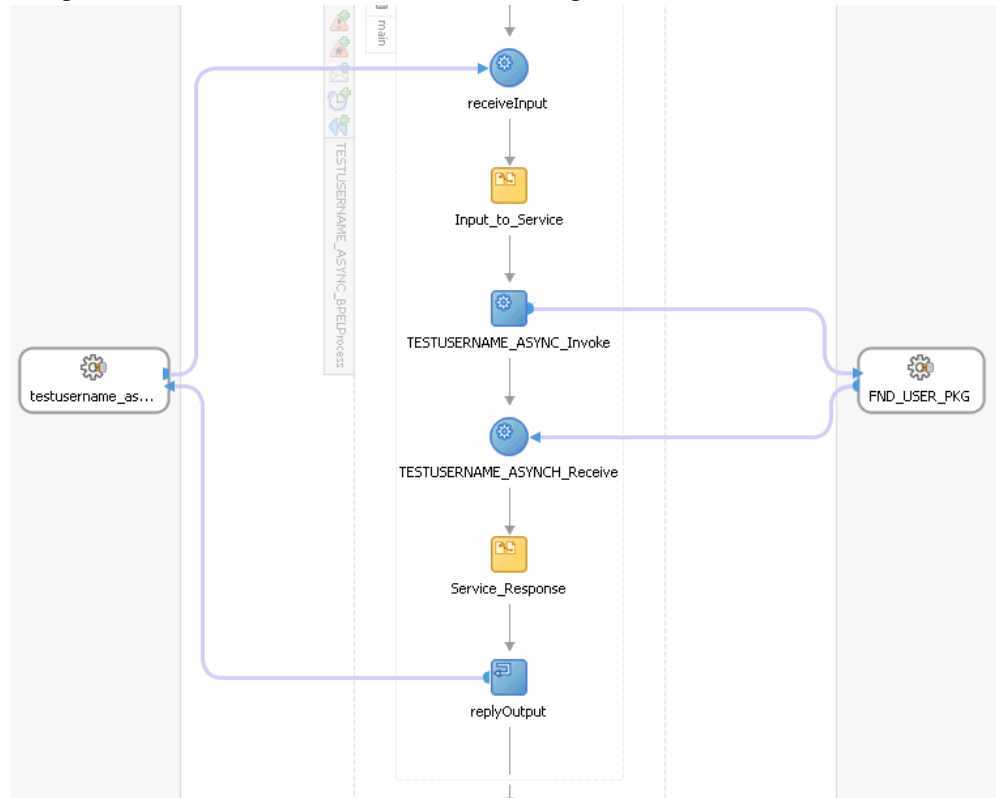 main
receiveInput
TESTUSERNAME_ASYNC_BPELProcess
Input_to_Service
TESTUSERNAME_ASYNC_Invoke
testusername_as...
FND_USER_PKG
TESTUSERNAME_ASYNCH_Receive
Service_Response
replyOutput